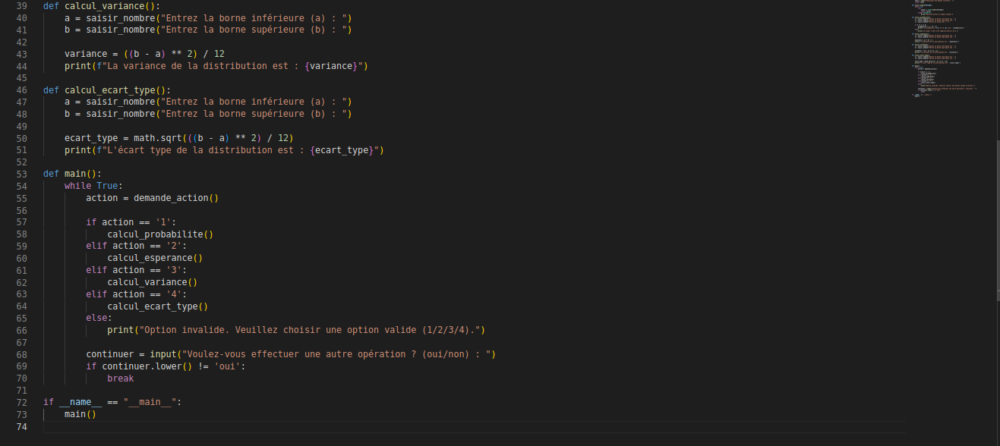 39 def calcul_variance():
40     a = saisir_nombre("Entrez la borne inférieure (a) : ")
41     b = saisir_nombre("Entrez la borne supérieure (b) : ")
42
43     variance = ((b - a) ** 2) / 12
44     print(f"La variance de la distribution est : {variance}")
45
46 def calcul_ecart_type():
47     a = saisir_nombre("Entrez la borne inférieure (a) : ")
48     b = saisir_nombre("Entrez la borne supérieure (b) : ")
49
50     ecart_type = math.sqrt(((b - a) ** 2) / 12)
51     print(f"L'écart type de la distribution est : {ecart_type}")
52
53 def main():
54     while True:
55         action = demande_action()
56
57         if action == '1':
58             calcul_probabilite()
59         elif action == '2':
60             calcul_esperance()
61         elif action == '3':
62             calcul_variance()
63         elif action == '4':
64             calcul_ecart_type()
65         else:
66             print("Option invalide. Veuillez choisir une option valide (1/2/3/4).")
67
68         continuer = input("Voulez-vous effectuer une autre opération ? (oui/non) : ")
69         if continuer.lower() != 'oui':
70             break
71
72 if __name__ == "__main__":
73     main()
74